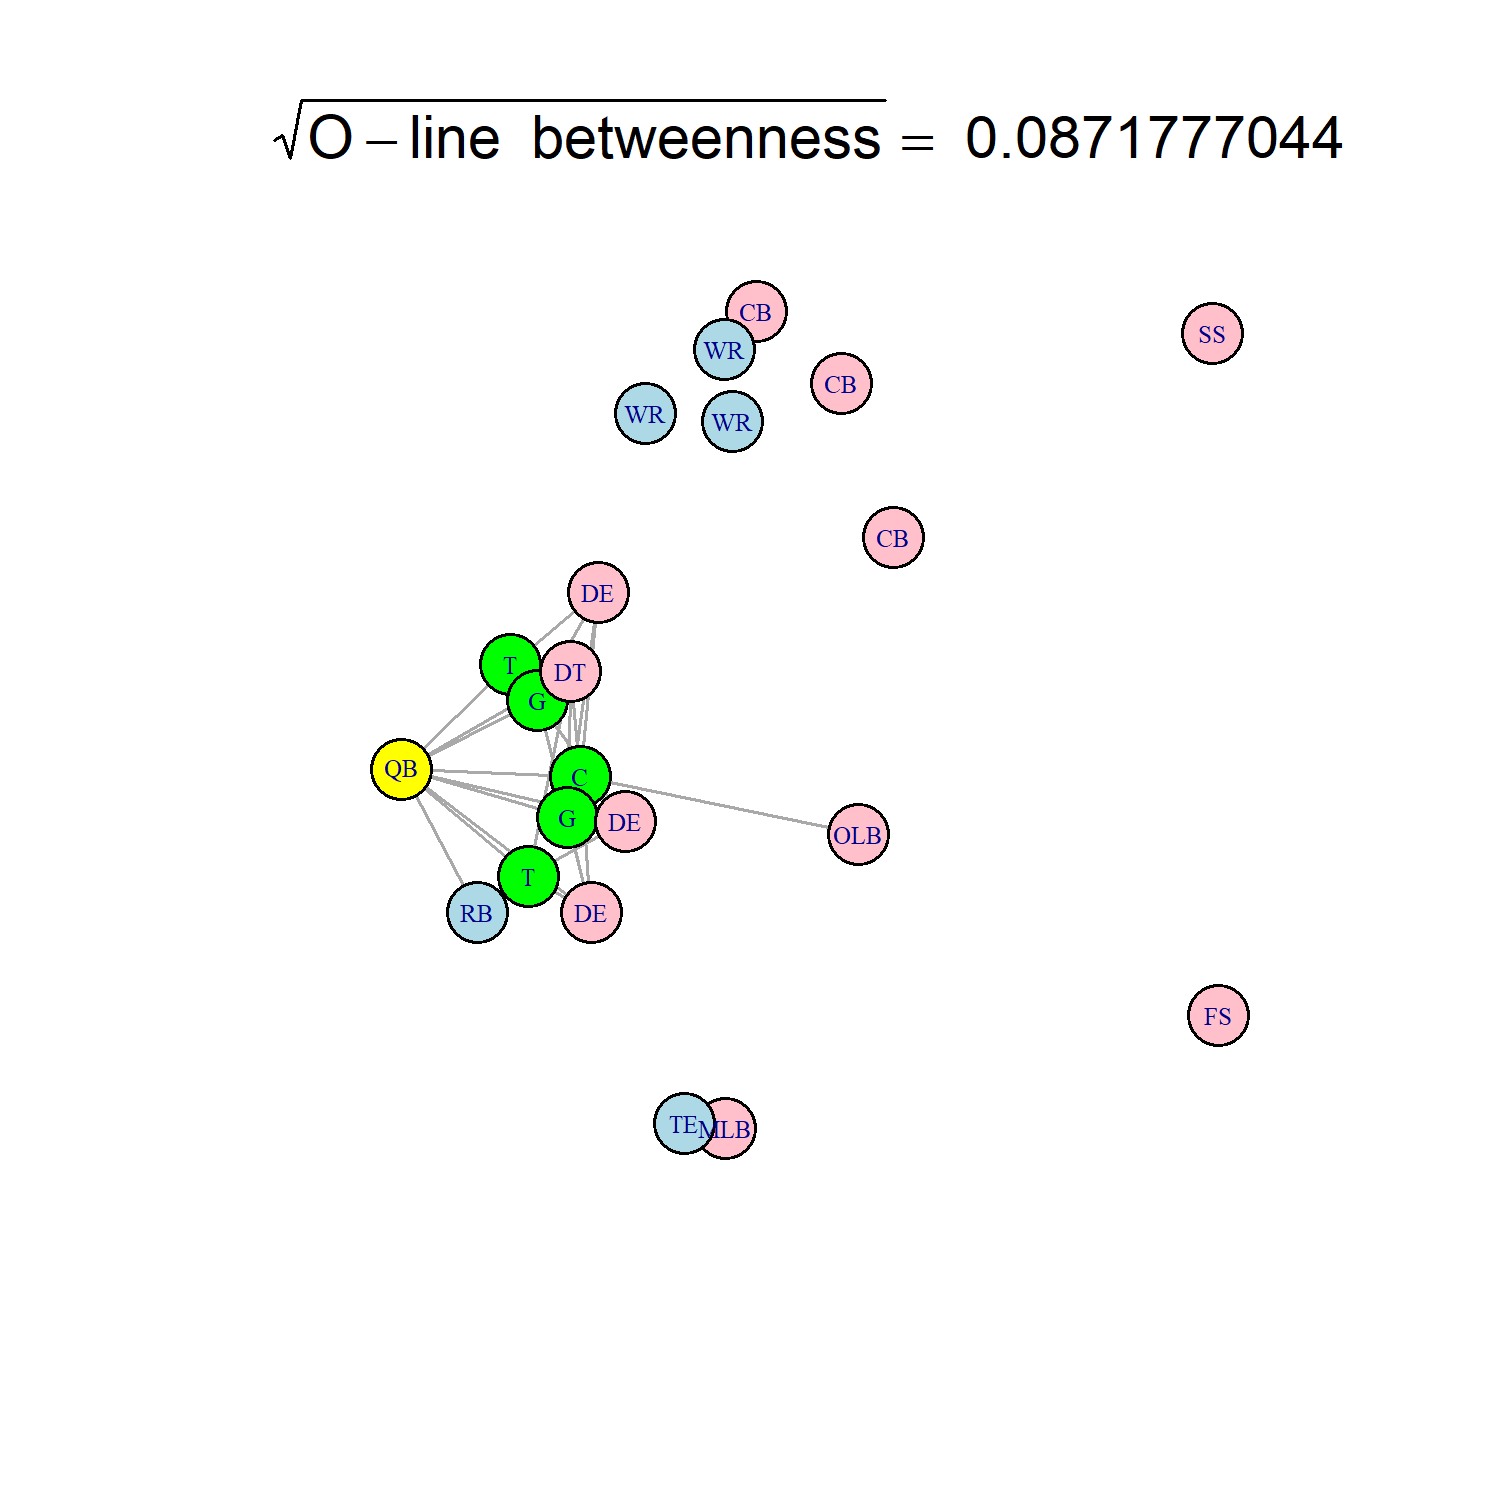 √O − line betweenness = 0.0871777044
CB
SS
WR
CB
WR
WR
CB
DE
T
DT
G
QB
C
G
DE
OLB
T
RB
DE
FS
TE
MLB